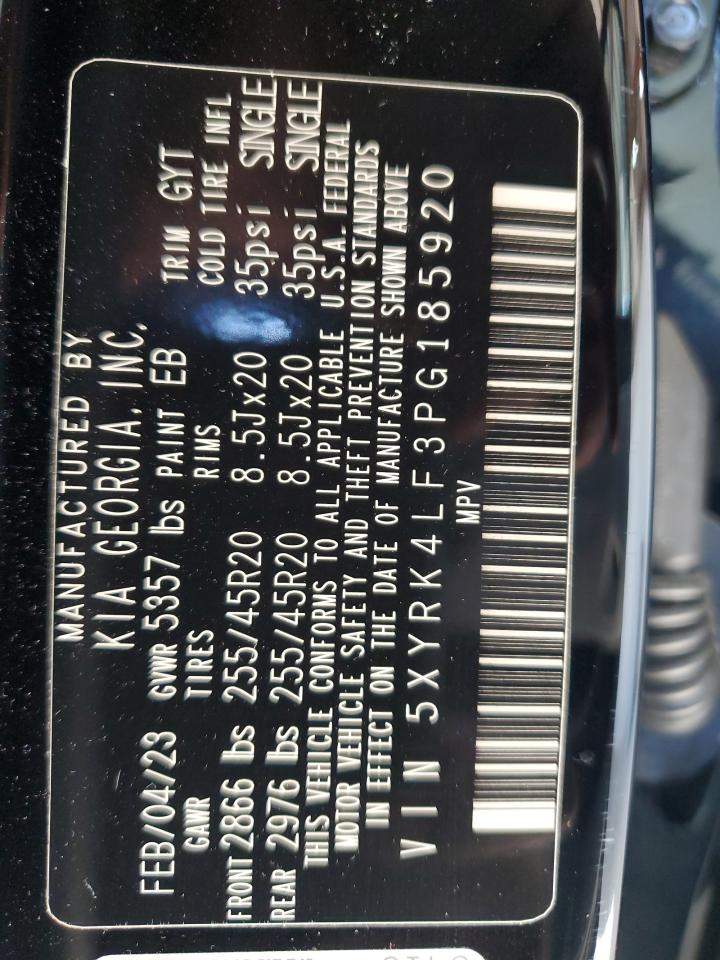 MANUFACTURED BY
KIA GEORGIA, INC.
FEB/04/23 GVWR 5357 lbs PAINT EB TRIM GYT
GAWR TIRES RIMS COLD TIRE INFL
FRONT 2866 lbs 255/45R20 8.5Jx20 35psi SINGLE
REAR 2976 lbs 255/45R20 8.5Jx20 35psi SINGLE
THIS VEHICLE CONFORMS TO ALL APPLICABLE U.S.A. FEDERAL
MOTOR VEHICLE SAFETY AND THEFT PREVENTION STANDARDS
IN EFFECT ON THE DATE OF MANUFACTURE SHOWN ABOVE
VIN 5XYRK4LF3PG185920
MPV